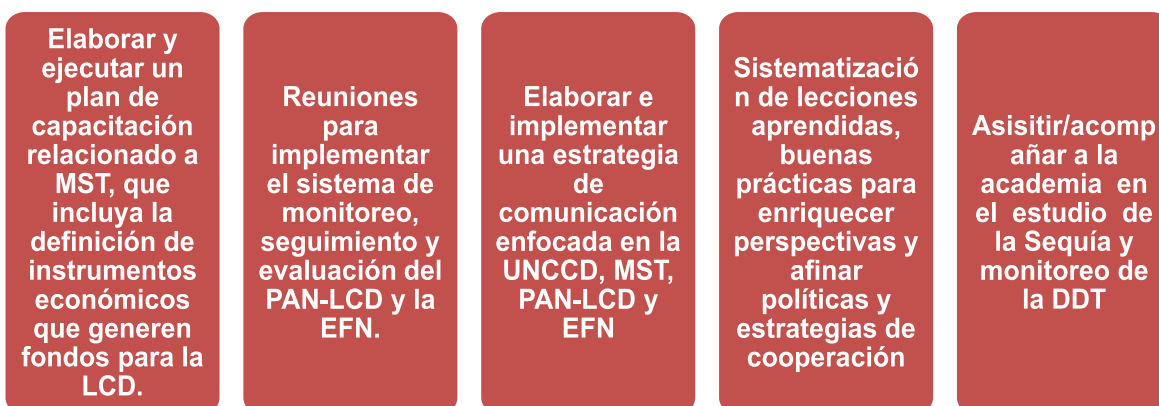 Elaborar y
ejecutar un
plan de
capacitación
relacionado a
MST, que
incluya la
definición de
instrumentos
económicos
que generen
fondos para la
LCD.
Reuniones
para
implementar
el sistema de
monitoreo,
seguimiento y
evaluación del
PAN-LCD y la
EFN.
Elaborar e
implementar
una estrategia
de
comunicación
enfocada en la
UNCCD, MST,
PAN-LCD y
EFN
Sistematizació
n de lecciones
aprendidas,
buenas
prácticas para
enriquecer
perspectivas y
afinar
políticas y
estrategias de
cooperación
Asisitir/acomp
añar a la
academia en
el estudio de
la Sequía y
monitoreo de
la DDT